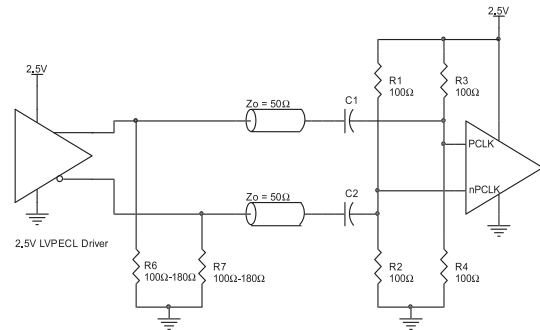 2.5V
2.5V
R1
100Ω
R3
100Ω
Zo = 50Ω
C1
PCLK
nPCLK
Zo = 50Ω
C2
2.5V LVPECL Driver
R6
100Ω-180Ω
R7
100Ω-180Ω
R2
100Ω
R4
100Ω